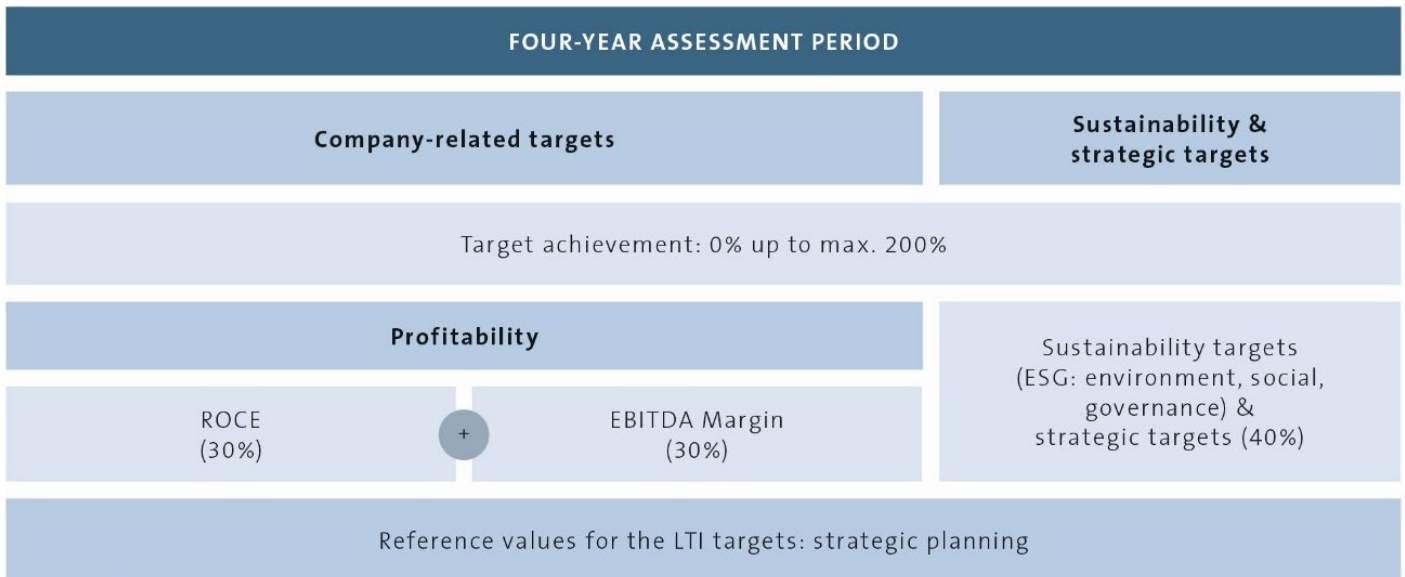 FOUR-YEAR ASSESSMENT PERIOD
Company-related targets
Sustainability &
strategic targets
Target achievement: 0% up to max. 200%
Profitability
ROCE
(30%)
+
EBITDA Margin
(30%)
Sustainability targets
(ESG: environment, social,
governance) &
strategic targets (40%)
Reference values for the LTI targets: strategic planning